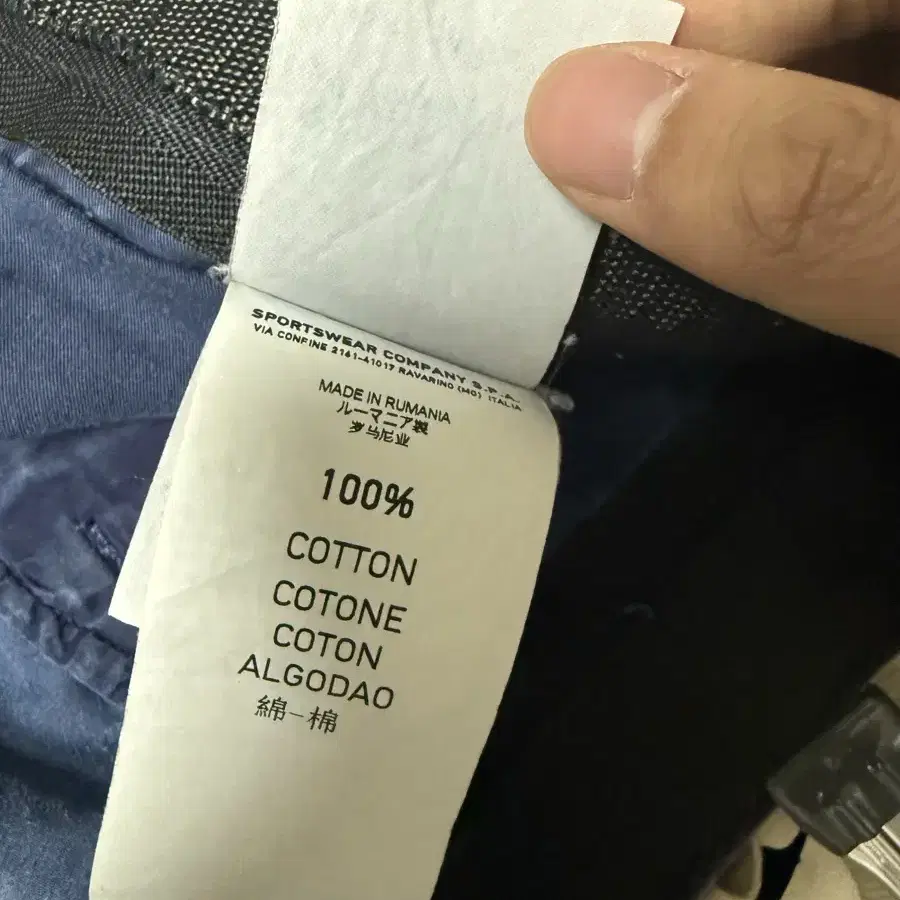 SPORTSWEAR COMPANY S.P.A.
VIA CONFINE 2161-41017 RAVARINO (MO) ITALIA
MADE IN RUMANIA
ルーマニア製
罗马尼亚
100%
COTTON
COTONE
COTON
ALGODAO
綿-棉